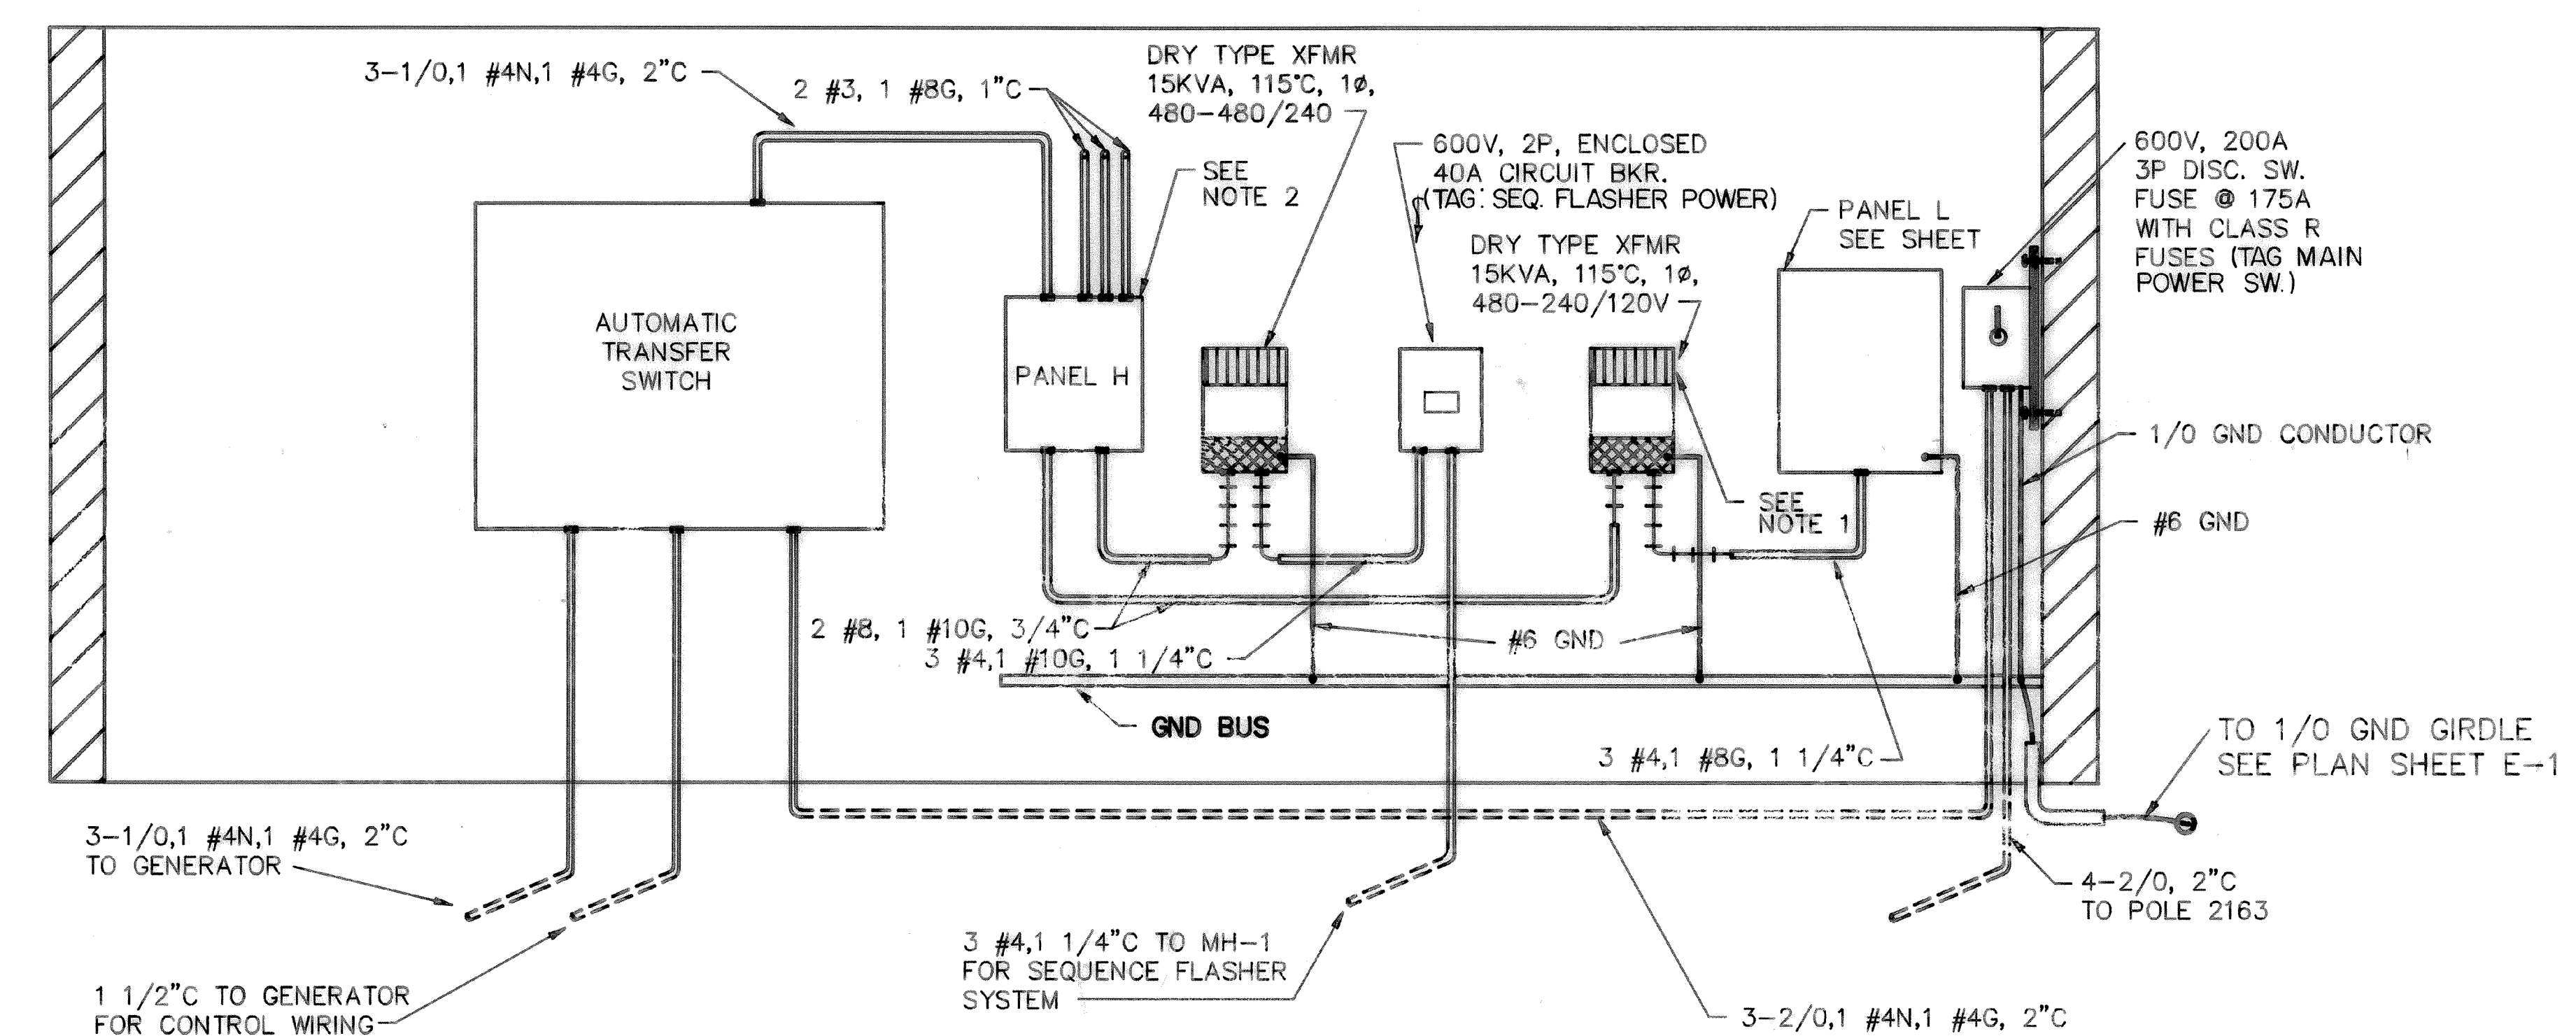 3-1/0,1 #4N,1 #4G, 2"C
2 #3, 1 #8G, 1"C
DRY TYPE XFMR
15KVA, 115°C, 1ø,
480-480/240
SEE
NOTE 2
600V, 2P, ENCLOSED
40A CIRCUIT BKR.
(TAG: SEQ. FLASHER POWER)
DRY TYPE XFMR
15KVA, 115°C, 1ø,
480-240/120V
PANEL L
SEE SHEET
600V, 200A
3P DISC. SW.
FUSE @ 175A
WITH CLASS R
FUSES (TAG MAIN
POWER SW.)
AUTOMATIC
TRANSFER
SWITCH
PANEL H
1/0 GND CONDUCTOR
SEE
NOTE 1
#6 GND
2 #8, 1 #10G, 3/4"C
3 #4,1 #10G, 1 1/4"C
#6 GND
GND BUS
3 #4,1 #8G, 1 1/4"C
TO 1/0 GND GIRDLE
SEE PLAN SHEET E-1
3-1/0,1 #4N,1 #4G, 2"C
TO GENERATOR
4-2/0, 2"C
TO POLE 2163
3 #4,1 1/4"C TO MH-1
FOR SEQUENCE FLASHER
SYSTEM
1 1/2"C TO GENERATOR
FOR CONTROL WIRING
3-2/0,1 #4N,1 #4G, 2"C